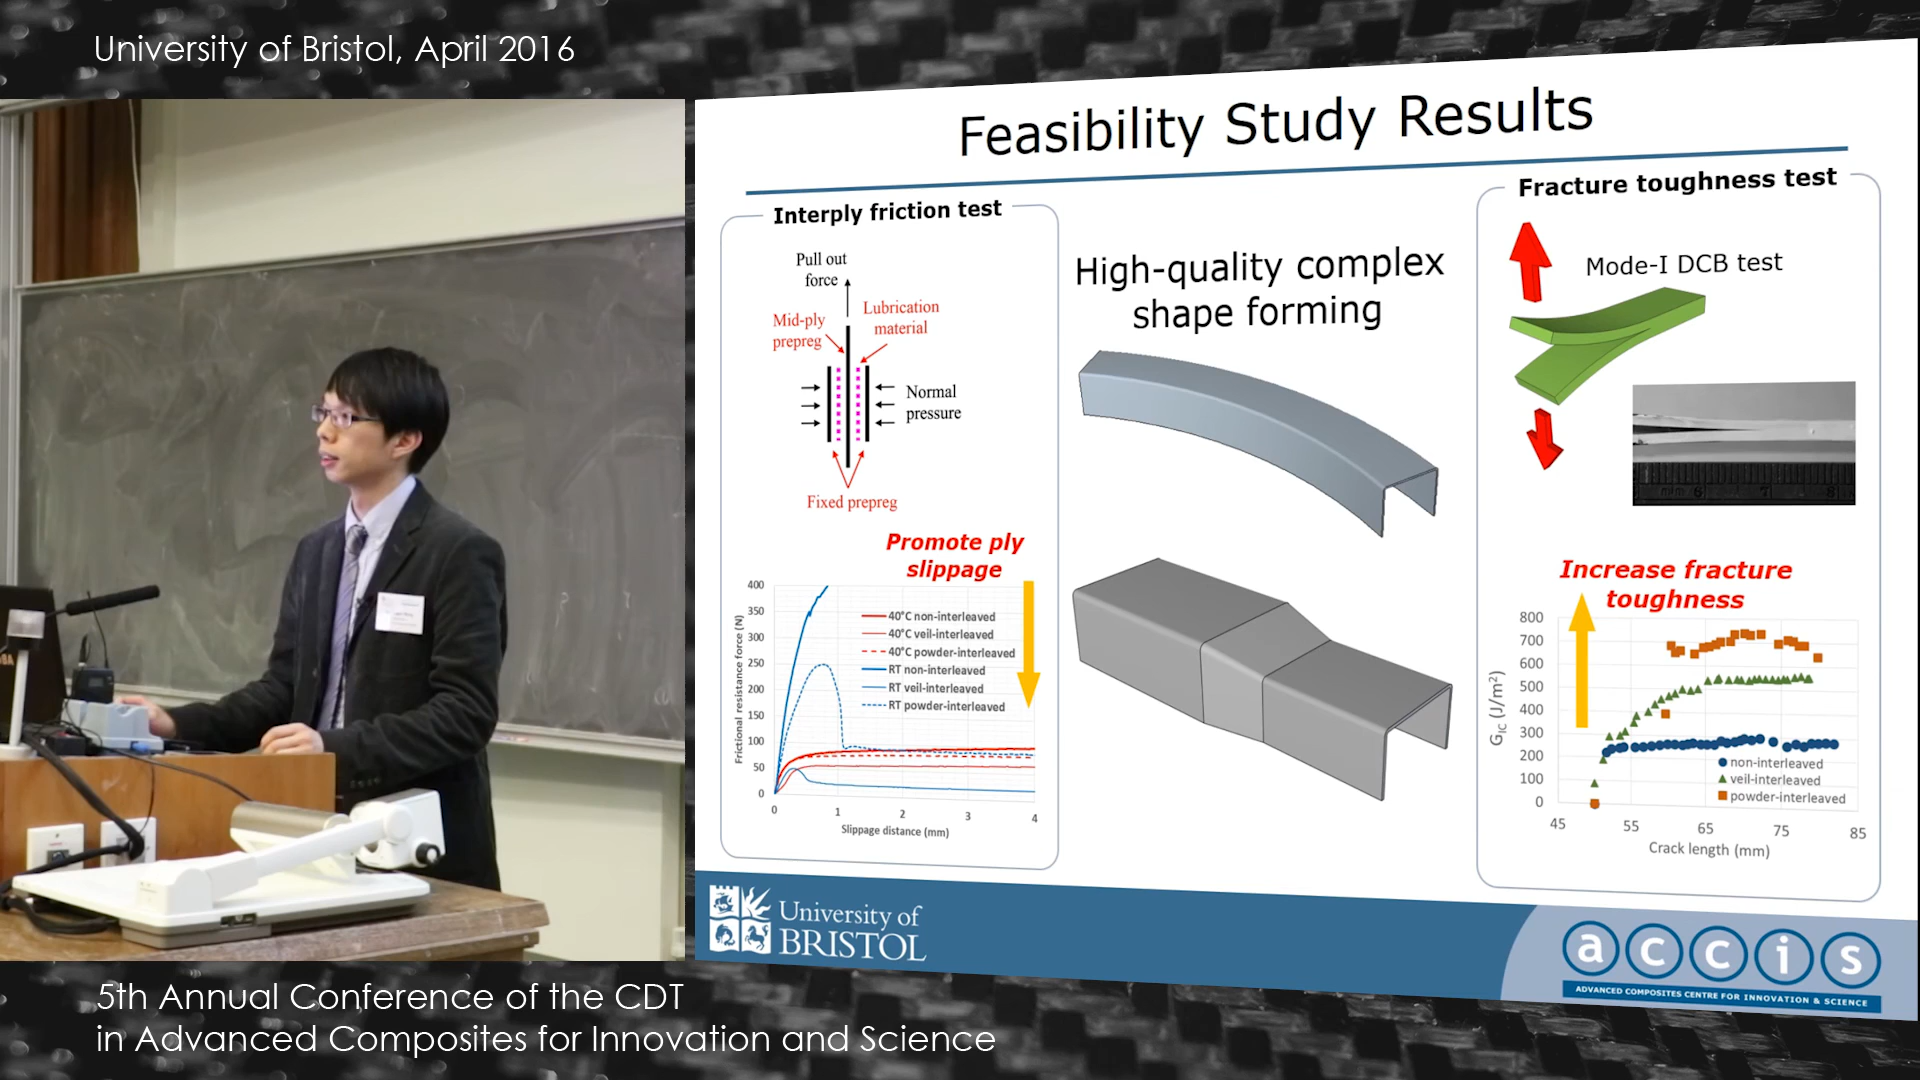 University of Bristol, April 2016
Feasibility Study Results
Interply friction test
Pull out
force
Mid-ply
prepreg
Lubrication
material
Normal
pressure
Fixed prepreg
Promote ply
slippage
400
350
300
250
200
150
100
50
0
Frictional resistance force (N)
40°C non-interleaved
40°C veil-interleaved
40°C powder-interleaved
RT non-interleaved
RT veil-interleaved
RT powder-interleaved
0 1 2 3 4
Slippage distance (mm)
High-quality complex
shape forming
Fracture toughness test
Mode-I DCB test
6 7 8
Increase fracture
toughness
800
700
600
500
400
300
200
100
0
GIC (J/m²)
non-interleaved
veil-interleaved
powder-interleaved
45 55 65 75 85
Crack length (mm)
University of
BRISTOL
accis
ADVANCED COMPOSITES CENTRE FOR INNOVATION & SCIENCE
5th Annual Conference of the CDT
in Advanced Composites for Innovation and Science